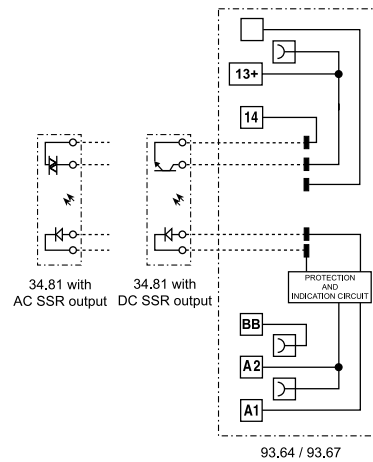 13+
14
34.81 with
AC SSR output
34.81 with
DC SSR output
PROTECTION
AND
INDICATION CIRCUIT
BB
A2
A1
93.64 / 93.67